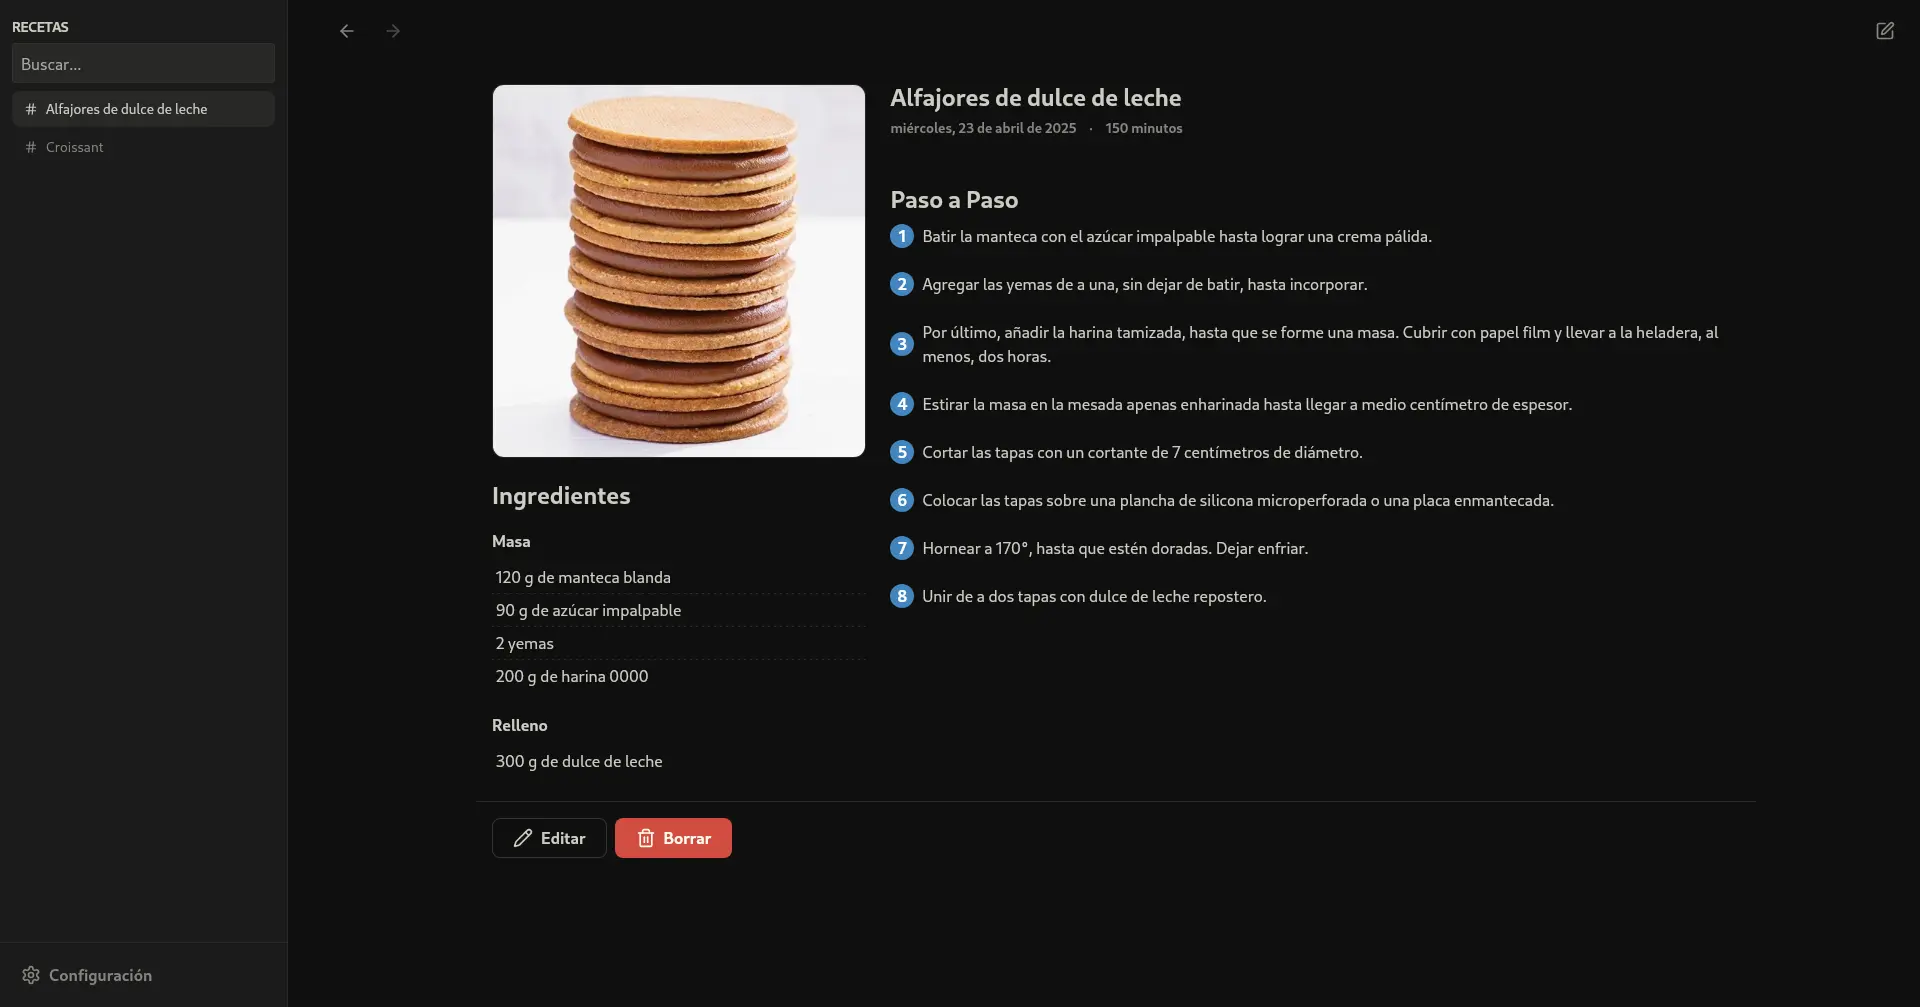 RECETAS
Buscar...
# Alfajores de dulce de leche
# Croissant
Configuración
Alfajores de dulce de leche
miércoles, 23 de abril de 2025 · 150 minutos
Ingredientes
Masa
120 g de manteca blanda
90 g de azúcar impalpable
2 yemas
200 g de harina 0000
Relleno
300 g de dulce de leche
Paso a Paso
1 Batir la manteca con el azúcar impalpable hasta lograr una crema pálida.
2 Agregar las yemas de a una, sin dejar de batir, hasta incorporar.
3 Por último, añadir la harina tamizada, hasta que se forme una masa. Cubrir con papel film y llevar a la heladera, al
menos, dos horas.
4 Estirar la masa en la mesada apenas enharinada hasta llegar a medio centímetro de espesor.
5 Cortar las tapas con un cortante de 7 centímetros de diámetro.
6 Colocar las tapas sobre una plancha de silicona microperforada o una placa enmantecada.
7 Hornear a 170°, hasta que estén doradas. Dejar enfriar.
8 Unir de a dos tapas con dulce de leche repostero.
Editar
Borrar